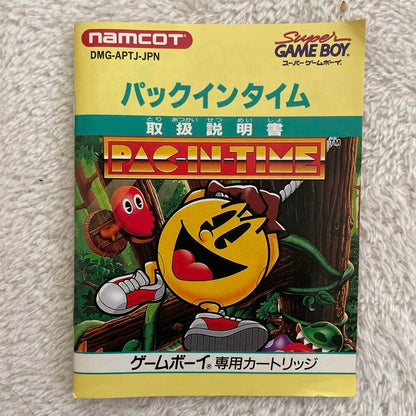 namcot
DMG-APTJ-JPN
Super
GAME BOY™
スーパーゲームボーイ
パックインタイム
とり あつかい せつ めい しょ
取扱説明書
PAC-IN-TIME™
ゲームボーイ®専用カートリッジ